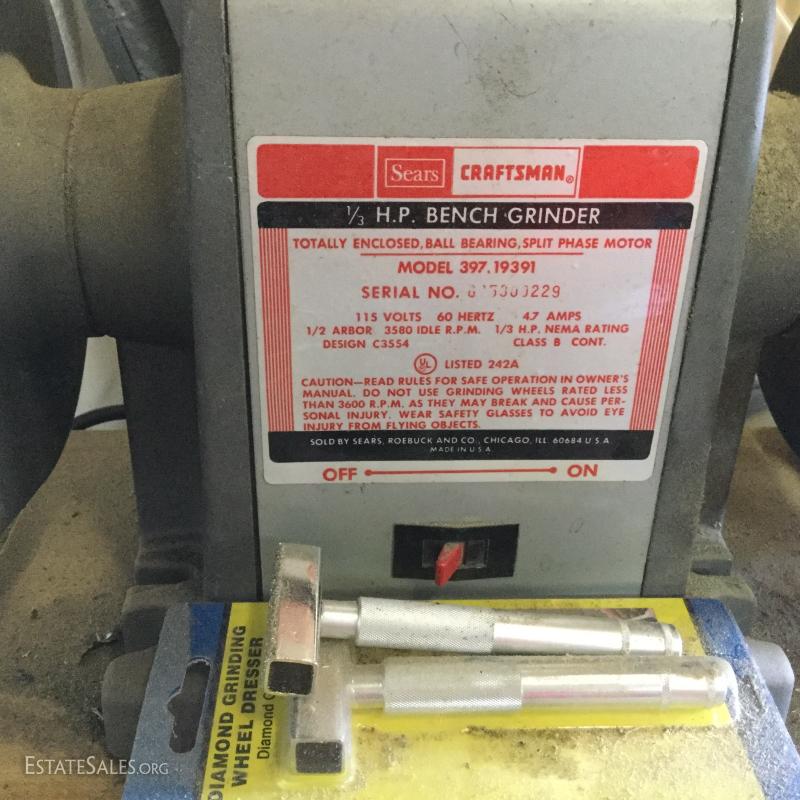 Sears CRAFTSMAN®
1/3 H.P. BENCH GRINDER
TOTALLY ENCLOSED, BALL BEARING, SPLIT PHASE MOTOR
MODEL 397.19391
SERIAL NO.
115 VOLTS 60 HERTZ 4.7 AMPS
1/2 ARBOR 3580 IDLE R.P.M. 1/3 H.P. NEMA RATING
DESIGN C3554 CLASS B CONT.
UL LISTED 242A
CAUTION—READ RULES FOR SAFE OPERATION IN OWNER'S
MANUAL. DO NOT USE GRINDING WHEELS RATED LESS
THAN 3600 R.P.M. AS THEY MAY BREAK AND CAUSE PER-
SONAL INJURY. WEAR SAFETY GLASSES TO AVOID EYE
INJURY FROM FLYING OBJECTS.
SOLD BY SEARS, ROEBUCK AND CO., CHICAGO, ILL. 60684 U.S.A.
MADE IN U.S.A.
OFF ON
DIAMOND GRINDING
WHEEL DRESSER
Diamond
ESTATESALES.ORG